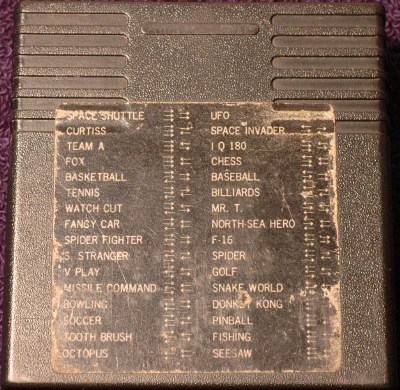 SPACE SHUTTLE
CURTISS
TEAM A
FOX
BASKETBALL
TENNIS
WATCH CUT
FANCY CAR
SPIDER FIGHTER
S. STRANGER
V PLAY
MISSILE COMMAND
BOWLING
SOCCER
TOOTH BRUSH
OCTOPUS
UFO
SPACE INVADER
I Q 180
CHESS
BASEBALL
BILLIARDS
MR. T.
NORTH-SEA HERO
F-16
SPIDER
GOLF
SNAKE WORLD
DONKEY KONG
PINBALL
FISHING
SEESAW